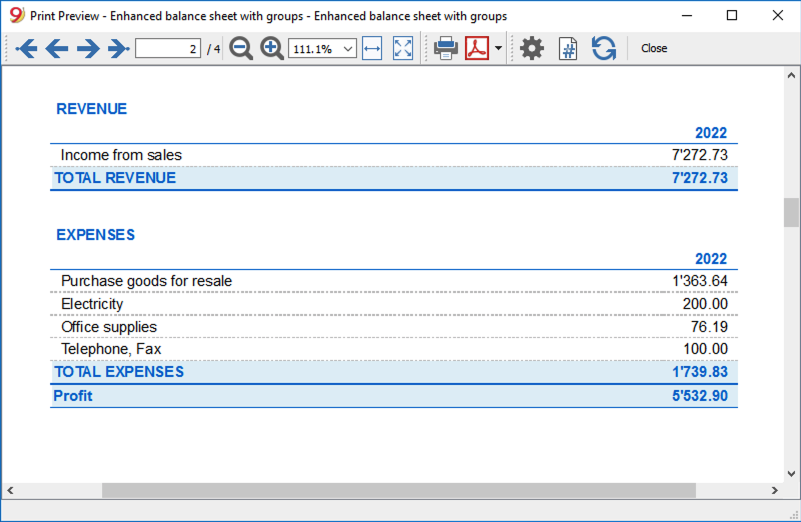 Print Preview - Enhanced balance sheet with groups - Enhanced balance sheet with groups
2 / 4 111.1% Close
REVENUE
2022
Income from sales 7'272.73
TOTAL REVENUE 7'272.73
EXPENSES
2022
Purchase goods for resale 1'363.64
Electricity 200.00
Office supplies 76.19
Telephone, Fax 100.00
TOTAL EXPENSES 1'739.83
Profit 5'532.90